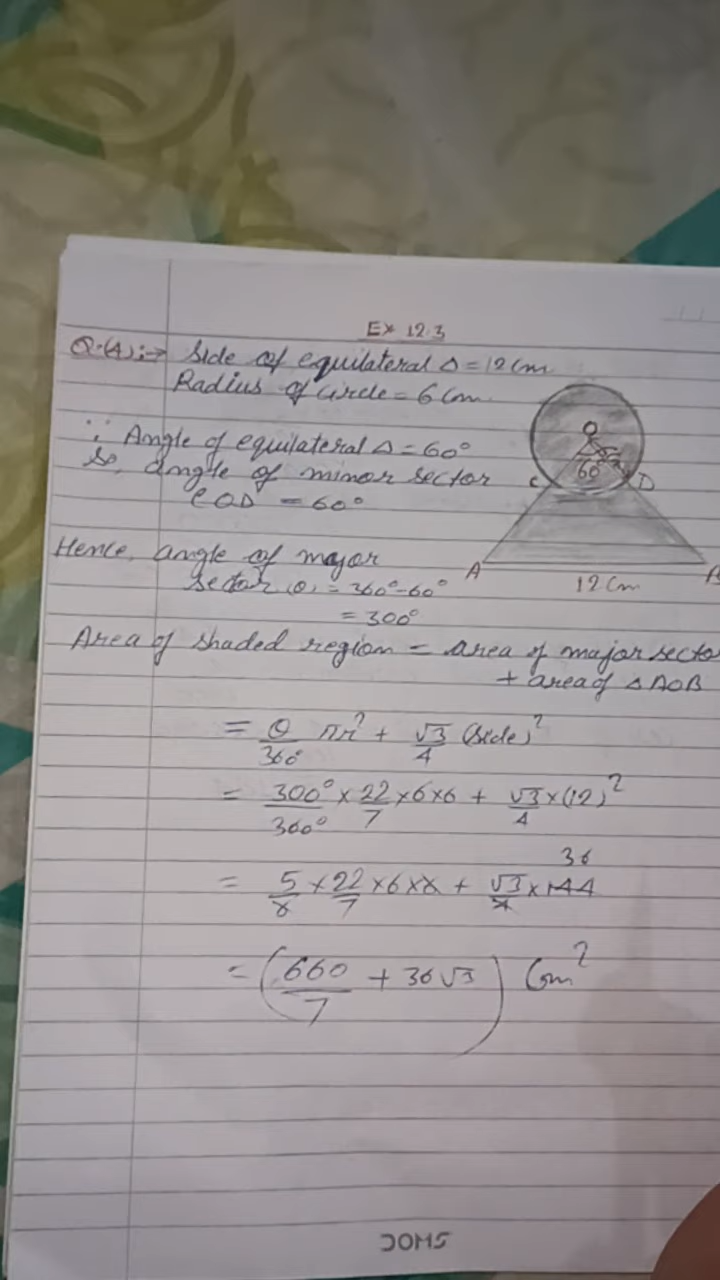 Ex 12.3
Q.(4):→ Side of equilateral Δ = 12 Cm
Radius of Circle = 6 Cm
∵ Angle of equilateral Δ = 60°
So, angle of minor sector
COD = 60°
Hence, angle of major
sector (θ) = 360° - 60°
= 300°
O
60°
C
D
A
B
12 Cm
Area of shaded region = area of major secto
+ area of Δ AOB
= θ/360° πr² + √3/4 (side)²
= 300°/360° × 22/7 × 6 × 6 + √3/4 × (12)²
36
= 5/6 × 22/7 × 6 × 6 + √3/4 × 144
= (660/7 + 36√3) Cm²